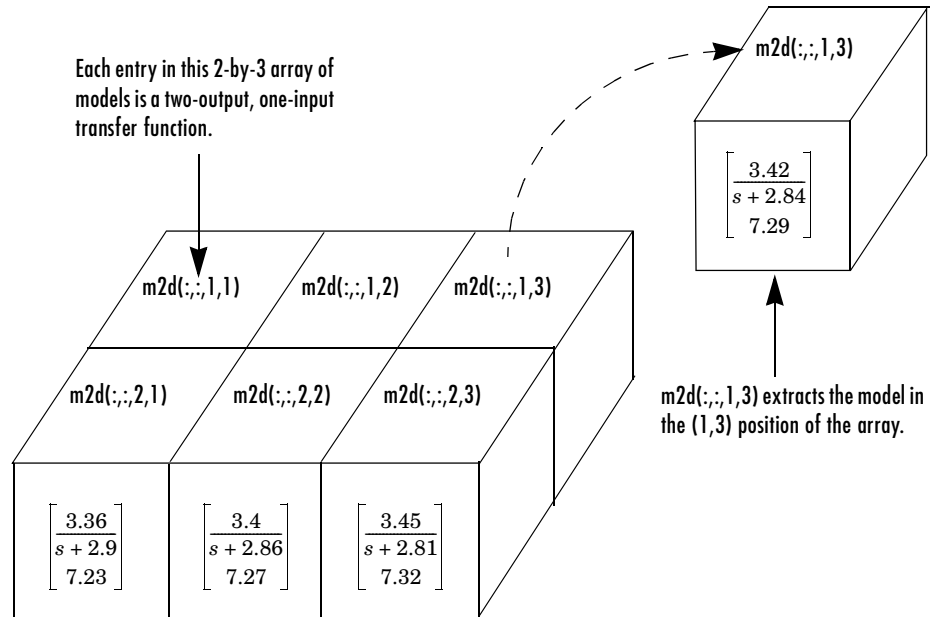 m2d(:,:,1,3)
Each entry in this 2-by-3 array of
models is a two-output, one-input
transfer function.
3.42
s + 2.84
7.29
m2d(:,:,1,1)
m2d(:,:,1,2)
m2d(:,:,1,3)
m2d(:,:,2,1)
m2d(:,:,2,2)
m2d(:,:,2,3)
m2d(:,:,1,3) extracts the model in
the (1,3) position of the array.
3.36
s + 2.9
7.23
3.4
s + 2.86
7.27
3.45
s + 2.81
7.32